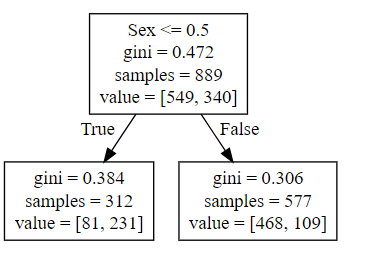 Sex <= 0.5
gini = 0.472
samples = 889
value = [549, 340]
True
False
gini = 0.384
samples = 312
value = [81, 231]
gini = 0.306
samples = 577
value = [468, 109]